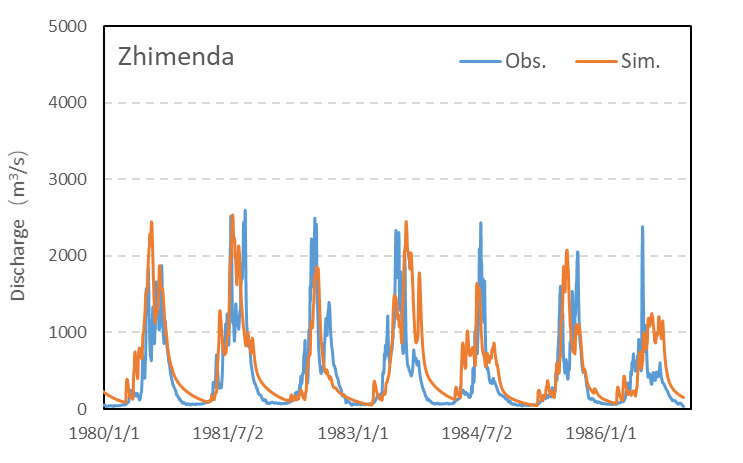 5000
Zhimenda
Obs.
Sim.
4000
3000
2000
1000
0
Discharge（m³/s）
1980/1/1
1981/7/2
1983/1/1
1984/7/2
1986/1/1